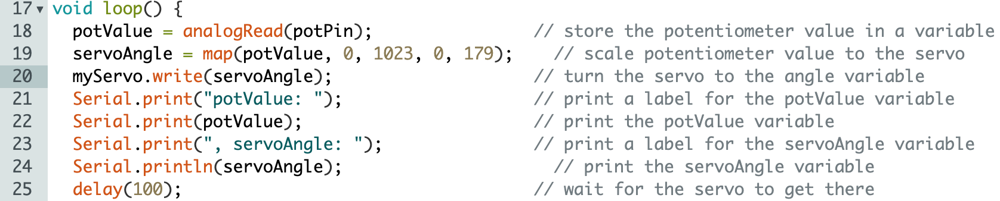 17 void loop() {
18 potValue = analogRead(potPin); // store the potentiometer value in a variable
19 servoAngle = map(potValue, 0, 1023, 0, 179); // scale potentiometer value to the servo
20 myServo.write(servoAngle); // turn the servo to the angle variable
21 Serial.print("potValue: "); // print a label for the potValue variable
22 Serial.print(potValue); // print the potValue variable
23 Serial.print(", servoAngle: "); // print a label for the servoAngle variable
24 Serial.println(servoAngle); // print the servoAngle variable
25 delay(100); // wait for the servo to get there